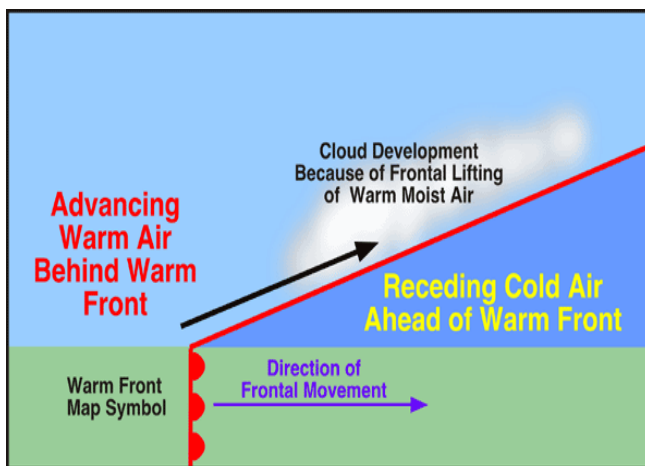 Cloud Development
Because of Frontal Lifting
of Warm Moist Air
Advancing
Warm Air
Behind Warm
Front
Receding Cold Air
Ahead of Warm Front
Warm Front
Map Symbol
Direction of
Frontal Movement